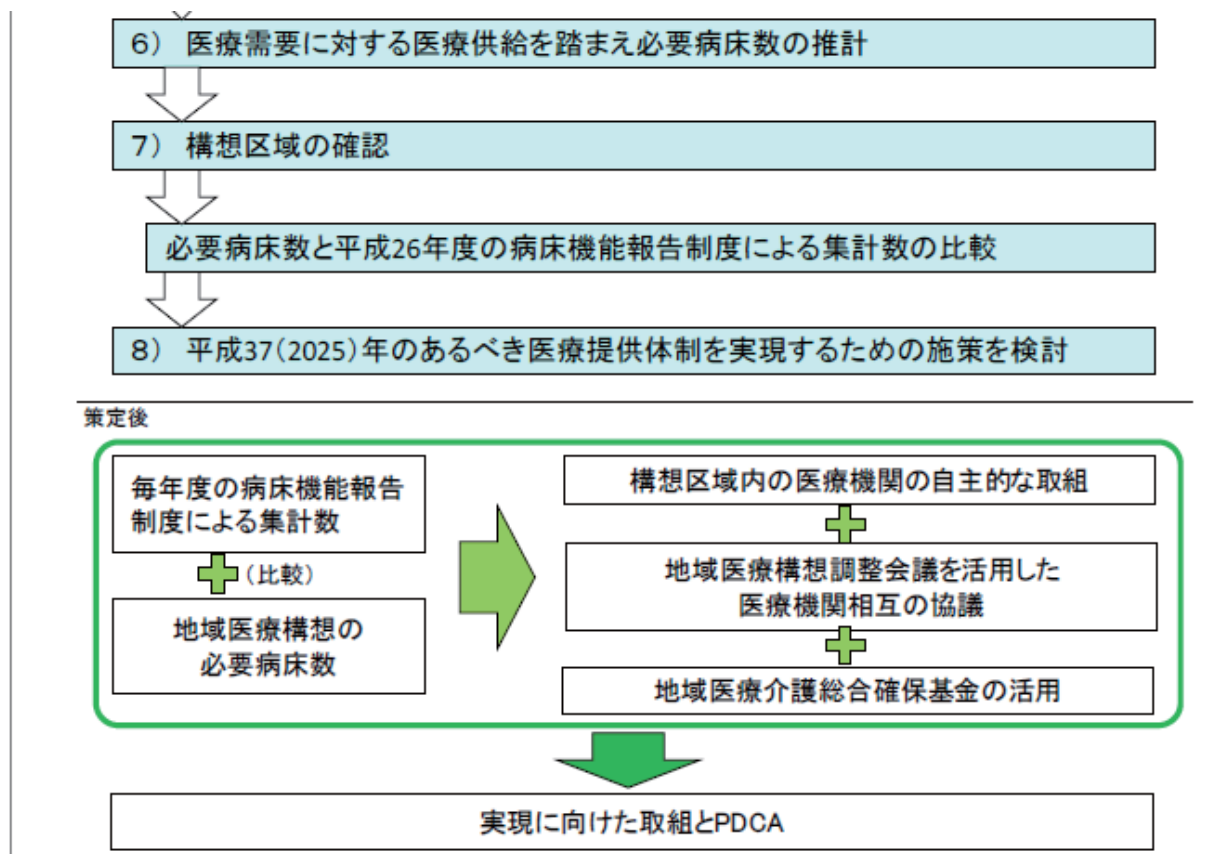 6） 医療需要に対する医療供給を踏まえ必要病床数の推計
7） 構想区域の確認
必要病床数と平成26年度の病床機能報告制度による集計数の比較
8） 平成37（2025）年のあるべき医療提供体制を実現するための施策を検討
策定後
毎年度の病床機能報告
制度による集計数
（比較）
地域医療構想の
必要病床数
構想区域内の医療機関の自主的な取組
地域医療構想調整会議を活用した
医療機関相互の協議
地域医療介護総合確保基金の活用
実現に向けた取組とPDCA